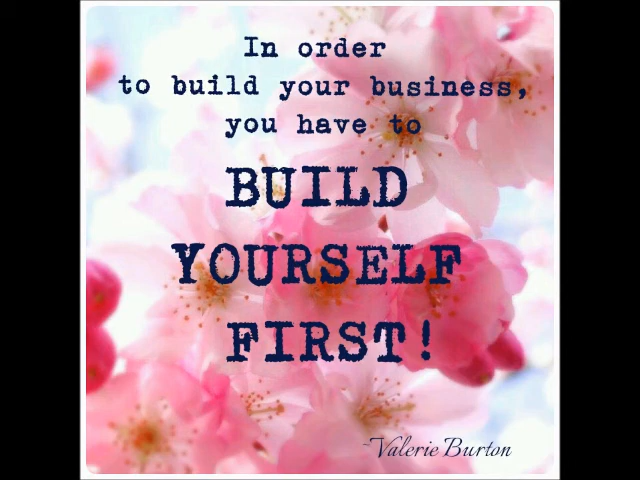 In order
to build your business,
you have to
BUILD
YOURSELF
FIRST!
~Valerie Burton